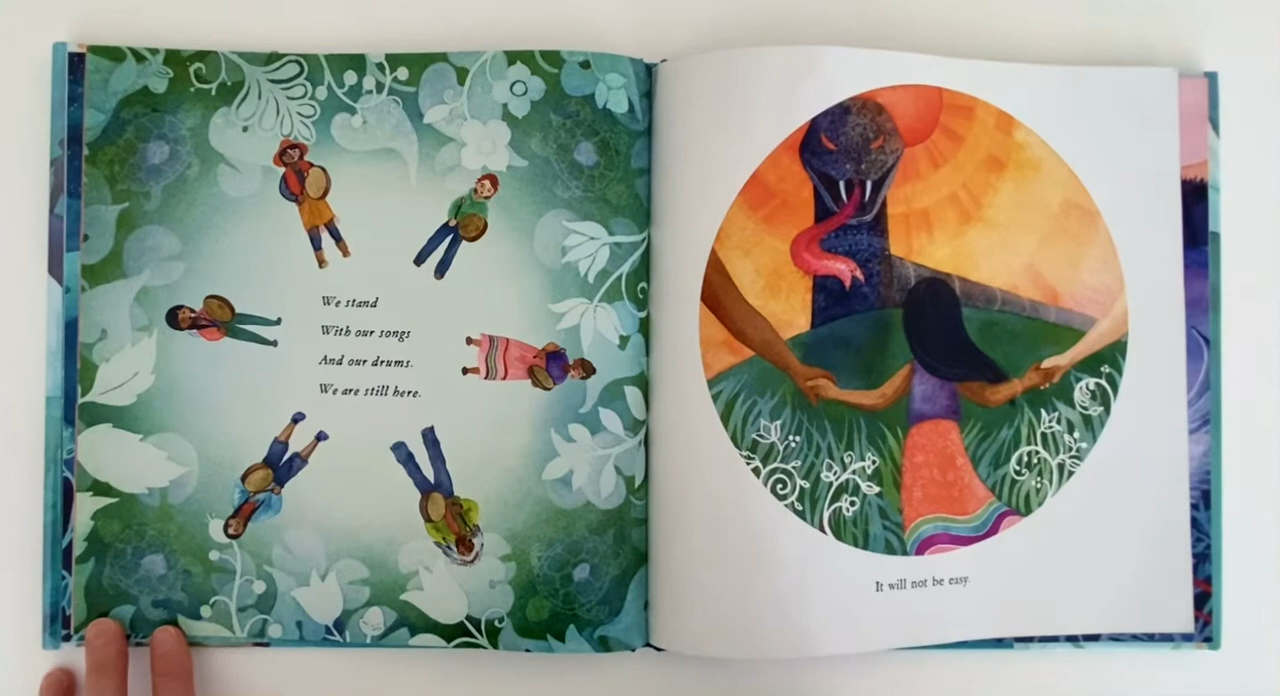 We stand
With our songs
And our drums.
We are still here.
It will not be easy.